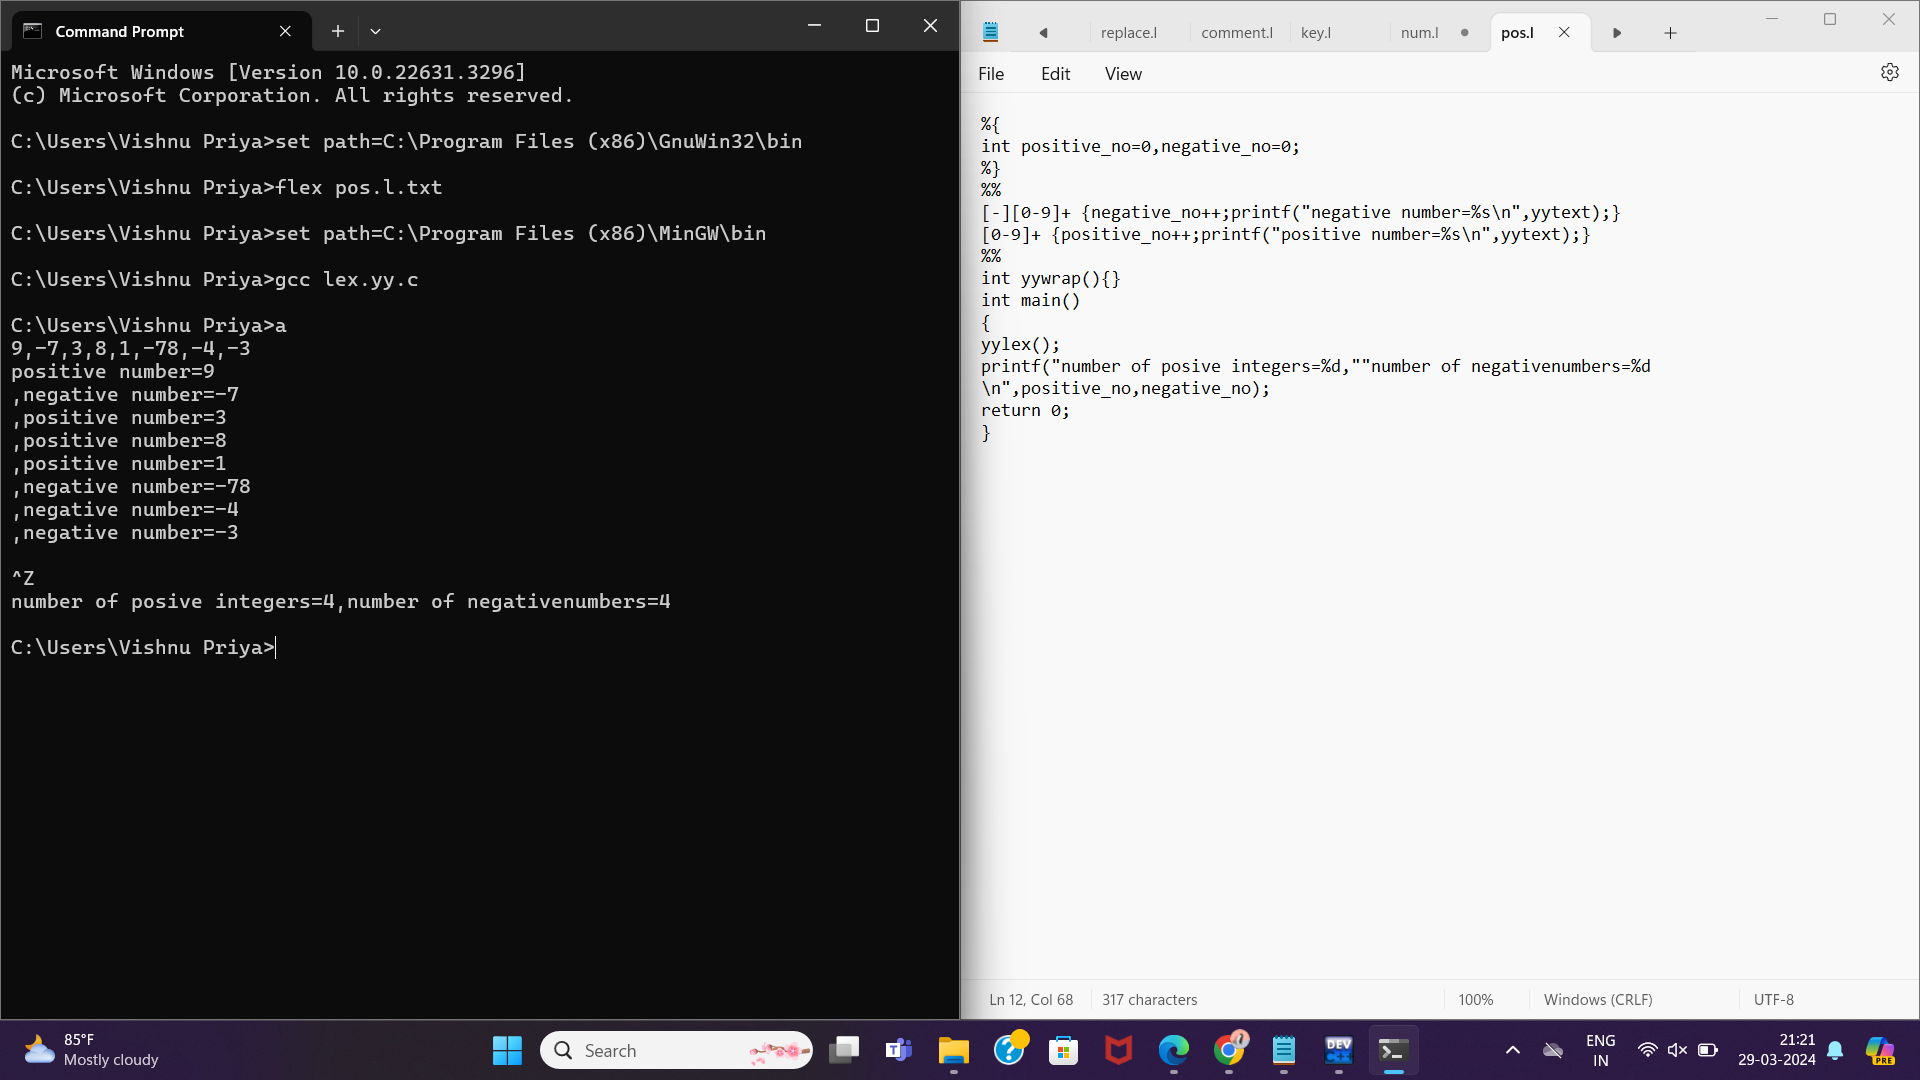 Command Prompt
Microsoft Windows [Version 10.0.22631.3296]
(c) Microsoft Corporation. All rights reserved.
C:\Users\Vishnu Priya>set path=C:\Program Files (x86)\GnuWin32\bin
C:\Users\Vishnu Priya>flex pos.l.txt
C:\Users\Vishnu Priya>set path=C:\Program Files (x86)\MinGW\bin
C:\Users\Vishnu Priya>gcc lex.yy.c
C:\Users\Vishnu Priya>a
9,-7,3,8,1,-78,-4,-3
positive number=9
,negative number=-7
,positive number=3
,positive number=8
,positive number=1
,negative number=-78
,negative number=-4
,negative number=-3
^Z
number of posive integers=4,number of negativenumbers=4
C:\Users\Vishnu Priya>
replace.l comment.l key.l num.l pos.l
File Edit View
%{
int positive_no=0,negative_no=0;
%}
%%
[-][0-9]+ {negative_no++;printf("negative number=%s\n",yytext);}
[0-9]+ {positive_no++;printf("positive number=%s\n",yytext);}
%%
int yywrap(){}
int main()
{
yylex();
printf("number of posive integers=%d,""number of negativenumbers=%d
\n",positive_no,negative_no);
return 0;
}
Ln 12, Col 68 317 characters 100% Windows (CRLF) UTF-8
85°F
Mostly cloudy
Search
DEV
C++
ENG
IN
21:21
29-03-2024
PRE